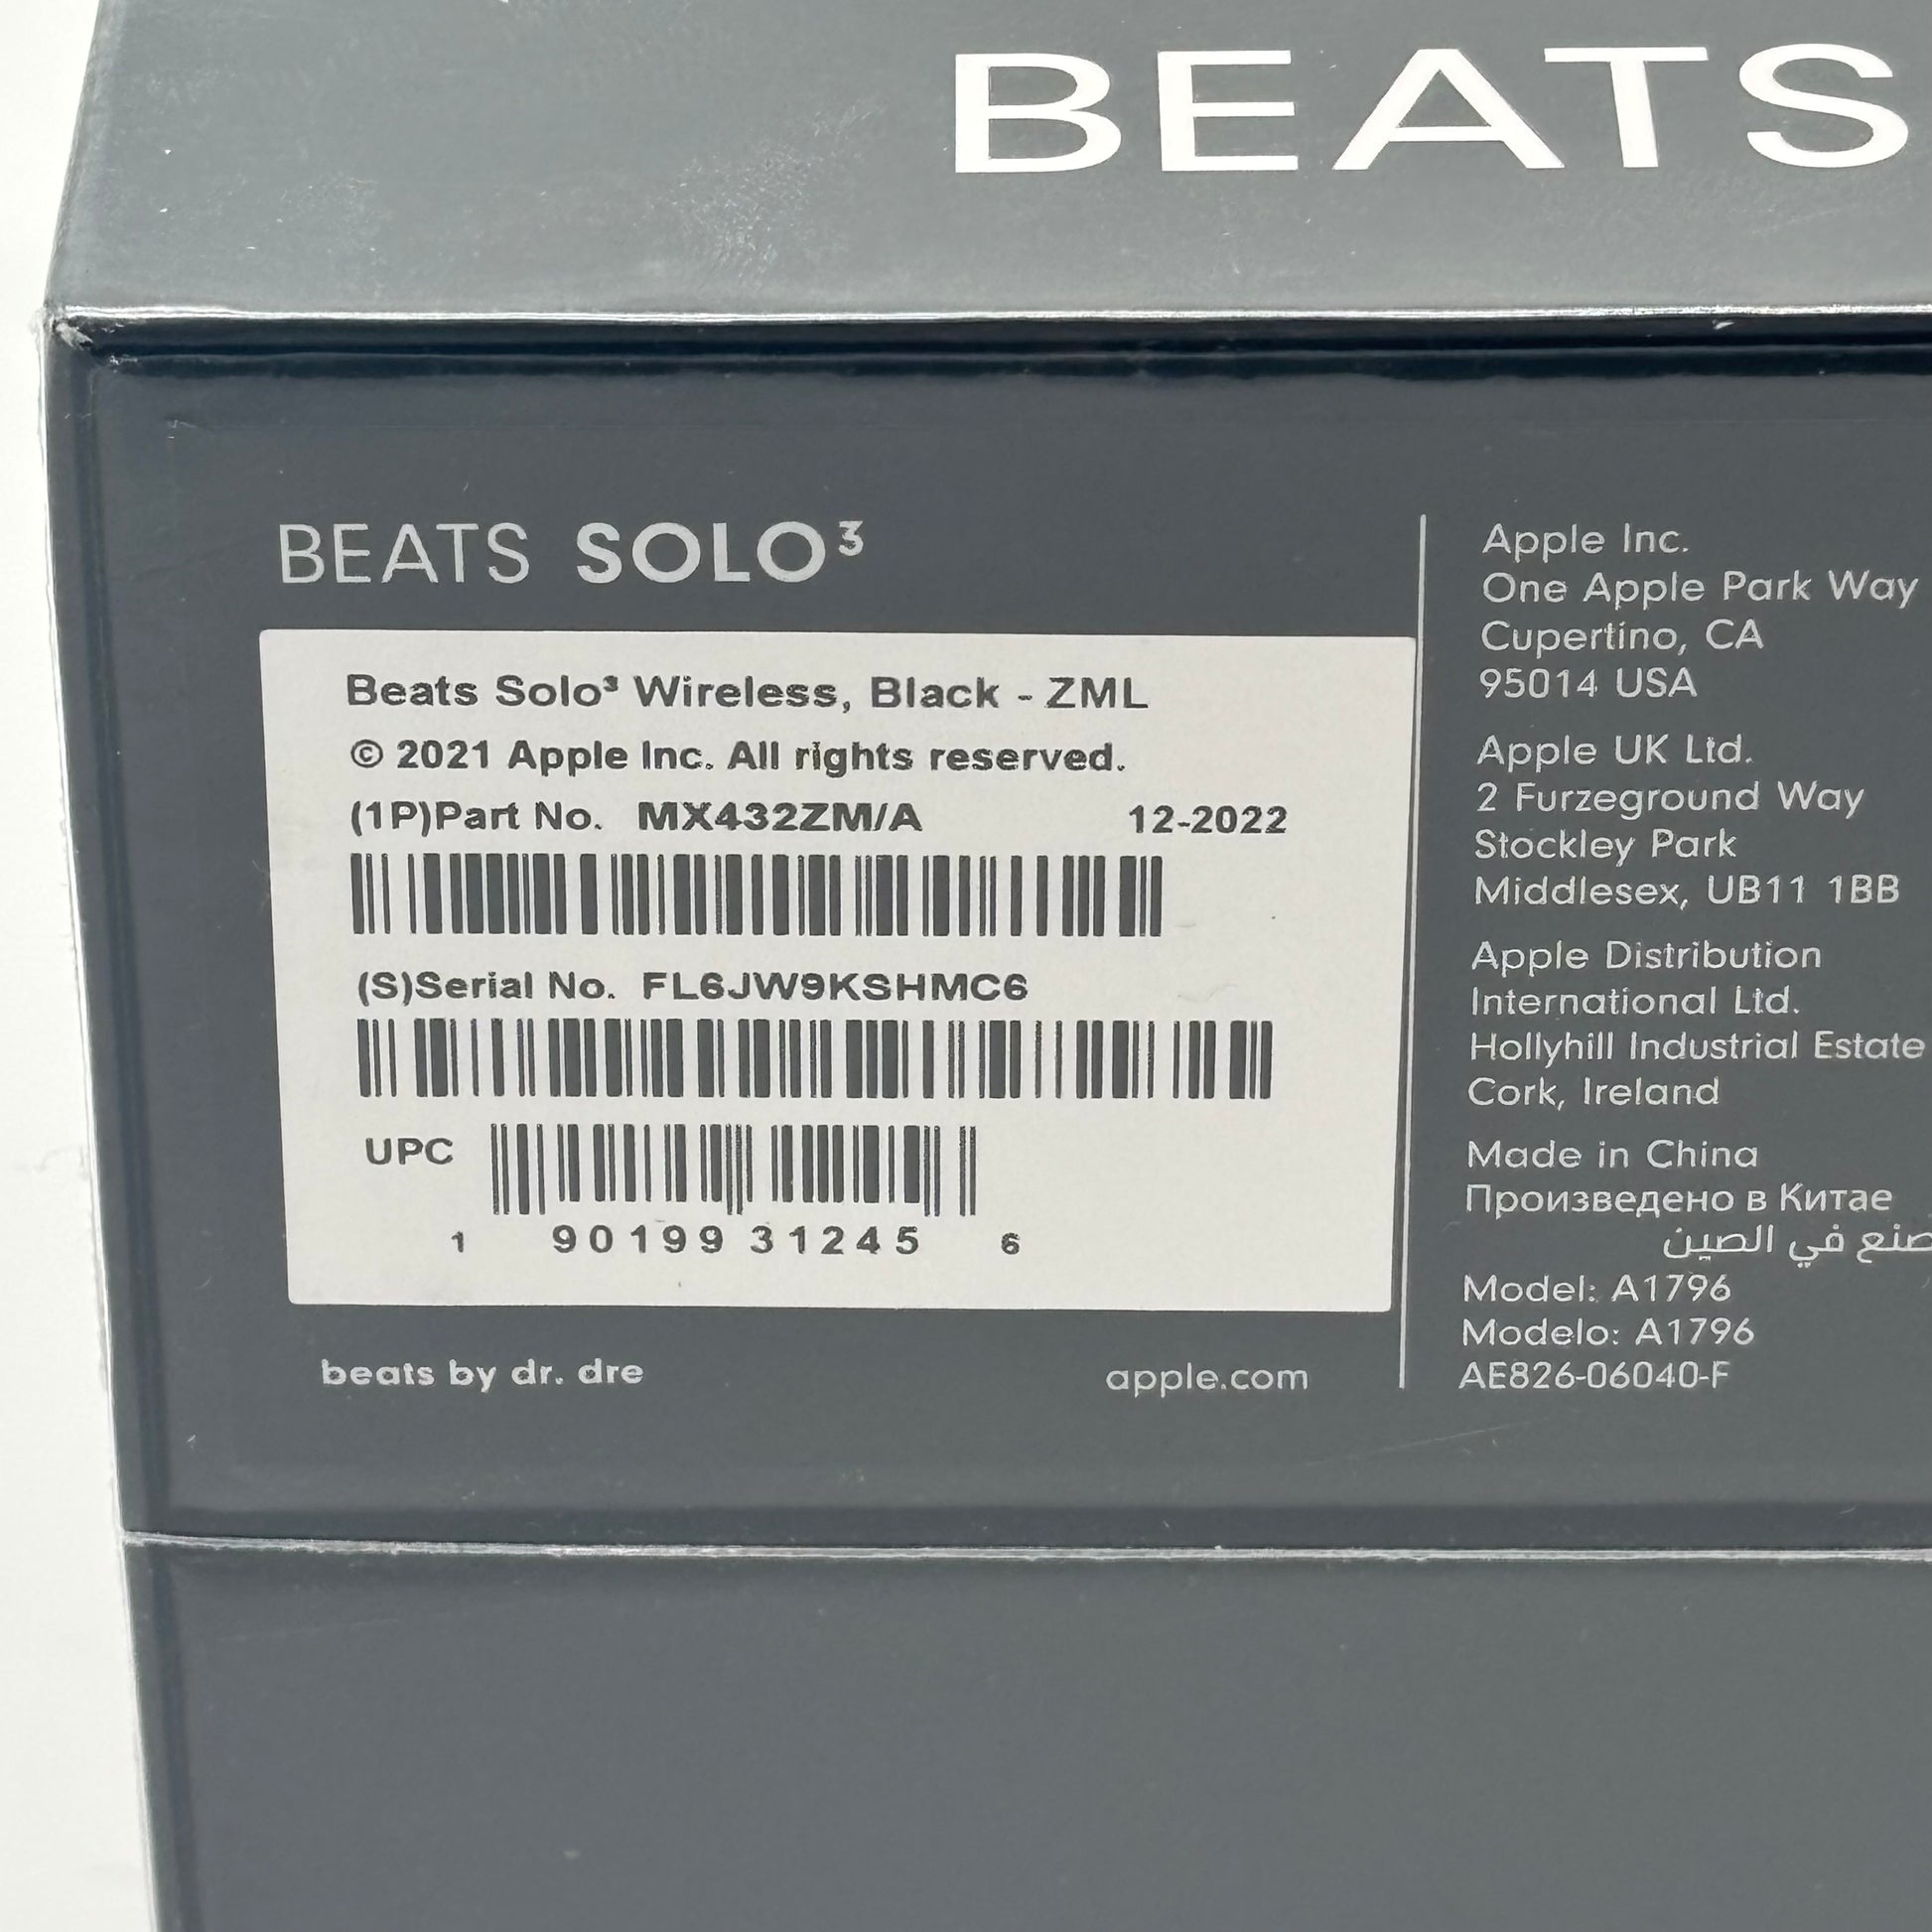 BEATS
BEATS SOLO³
Beats Solo³ Wireless, Black - ZML
© 2021 Apple Inc. All rights reserved.
(1P)Part No. MX432ZM/A 12-2022
(S)Serial No. FL6JW9KSHMC6
UPC
1 90199 31245 6
beats by dr. dre apple.com
Apple Inc.
One Apple Park Way
Cupertino, CA
95014 USA
Apple UK Ltd.
2 Furzeground Way
Stockley Park
Middlesex, UB11 1BB
Apple Distribution
International Ltd.
Hollyhill Industrial Estate
Cork, Ireland
Made in China
Произведено в Китае
صنع في الصين
Model: A1796
Modelo: A1796
AE826-06040-F